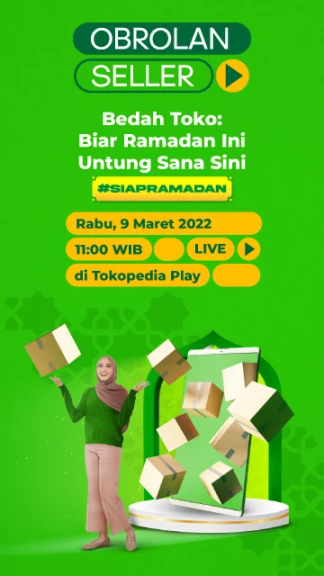 OBROLAN
SELLER
Bedah Toko:
Biar Ramadan Ini
Untung Sana Sini
#SIAPRAMADAN
Rabu, 9 Maret 2022
11:00 WIB LIVE
di Tokopedia Play